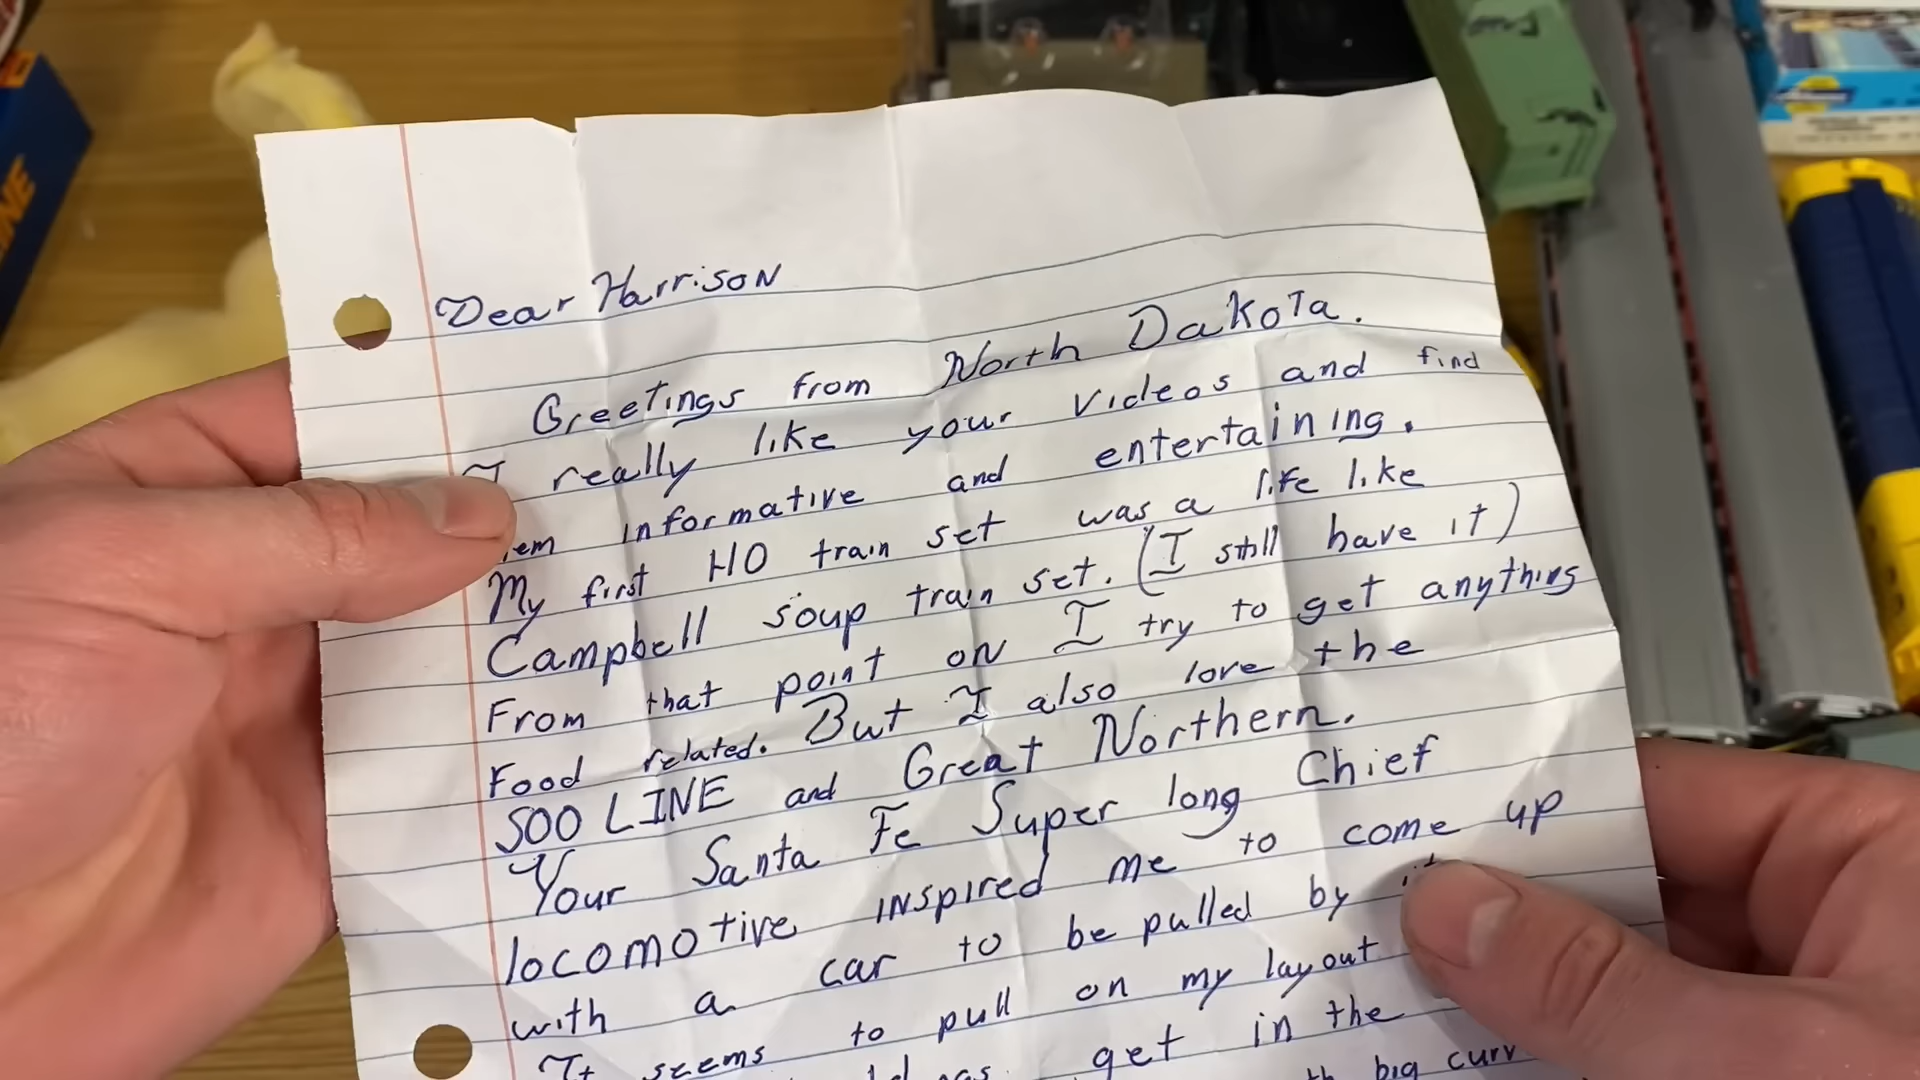 Dear Harrison
Greetings from North Dakota.
I really like your videos and find
informative and entertaining.
My first HO train set was a life like
Campbell soup train set. (I still have it)
From that point on I try to get anything
Food related. But I also love the
SOO LINE and Great Northern.
Your Santa Fe Super long Chief
locomotive inspired me to come up
with a car to be pulled by it
It seems to pull on my layout
get in the
big curv